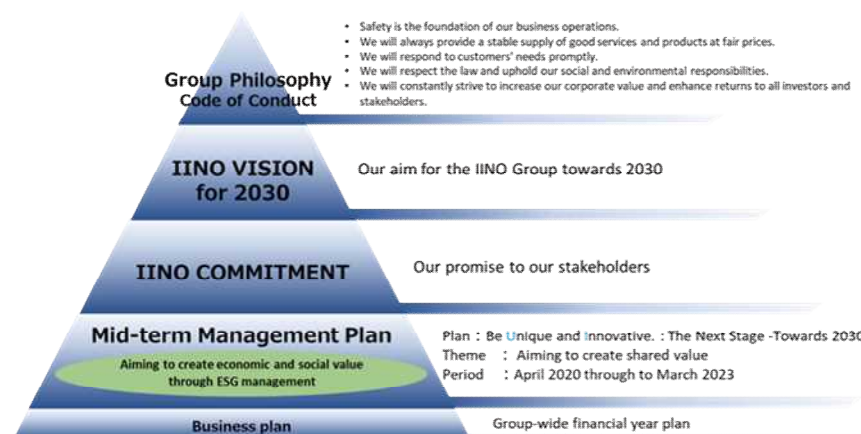 • Safety is the foundation of our business operations.
• We will always provide a stable supply of good services and products at fair prices.
• We will respond to customers' needs promptly.
• We will respect the law and uphold our social and environmental responsibilities.
• We will constantly strive to increase our corporate value and enhance returns to all investors and
stakeholders.
Group Philosophy
Code of Conduct
IINO VISION
for 2030
Our aim for the IINO Group towards 2030
IINO COMMITMENT
Our promise to our stakeholders
Mid-term Management Plan
Aiming to create economic and social value
through ESG management
Plan : Be Unique and Innovative. : The Next Stage -Towards 2030
Theme : Aiming to create shared value
Period : April 2020 through to March 2023
Business plan
Group-wide financial year plan